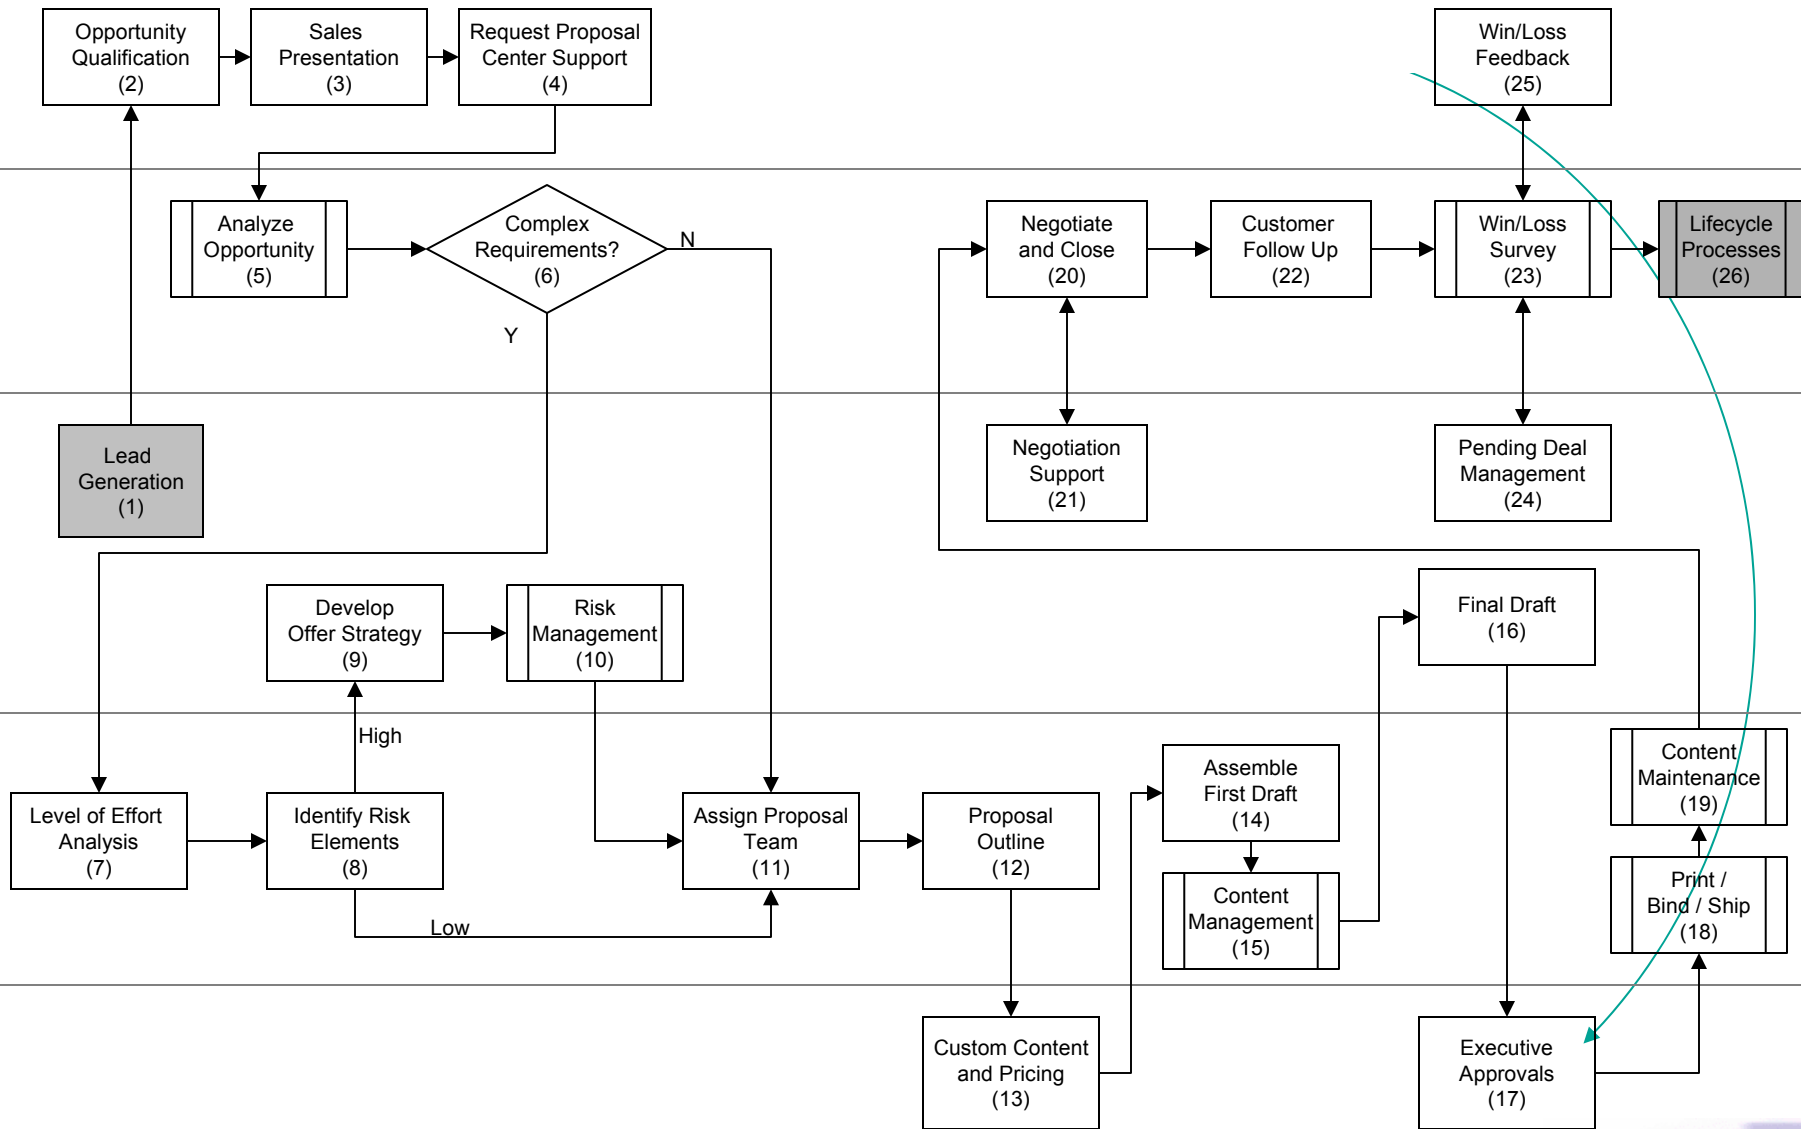 Opportunity
Qualification
(2)
Sales
Presentation
(3)
Request Proposal
Center Support
(4)
Win/Loss
Feedback
(25)
Analyze
Opportunity
(5)
Complex
Requirements?
(6)
N
Y
Negotiate
and Close
(20)
Customer
Follow Up
(22)
Win/Loss
Survey
(23)
Lifecycle
Processes
(26)
Lead
Generation
(1)
Negotiation
Support
(21)
Pending Deal
Management
(24)
Develop
Offer Strategy
(9)
Risk
Management
(10)
Final Draft
(16)
High
Level of Effort
Analysis
(7)
Identify Risk
Elements
(8)
Low
Assign Proposal
Team
(11)
Proposal
Outline
(12)
Assemble
First Draft
(14)
Content
Management
(15)
Content
Maintenance
(19)
Print /
Bind / Ship
(18)
Custom Content
and Pricing
(13)
Executive
Approvals
(17)